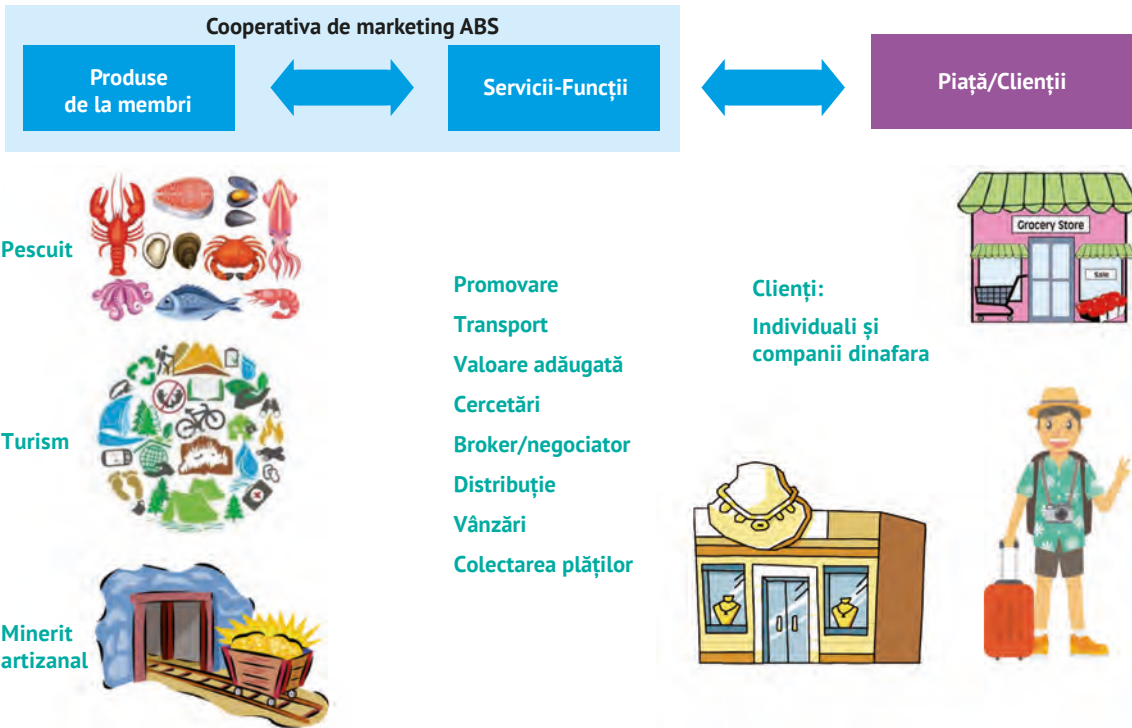 Cooperativa de marketing ABS
Produse
de la membri
Servicii-Funcții
Piață/Clienții
Pescuit
Turism
Minerit
artizanal
Promovare
Transport
Valoare adăugată
Cercetări
Broker/negociator
Distribuție
Vânzări
Colectarea plăților
Clienți:
Individuali și
companii dinafara
Grocery Store
Sale